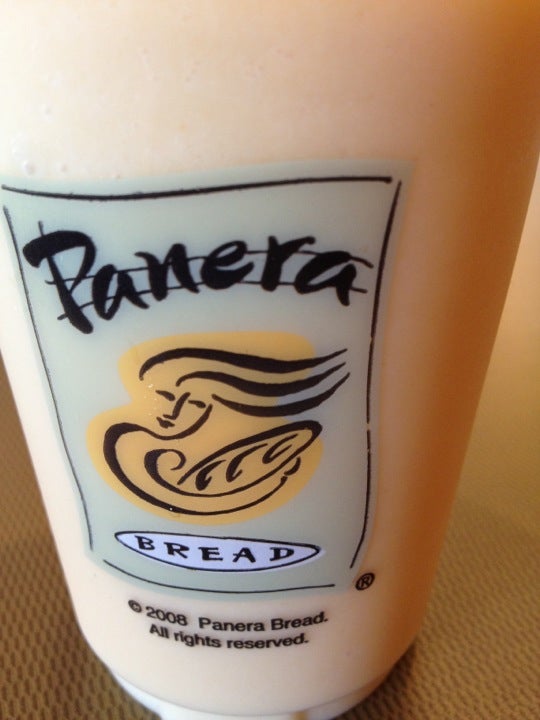 Panera
BREAD
®
© 2008 Panera Bread.
All rights reserved.